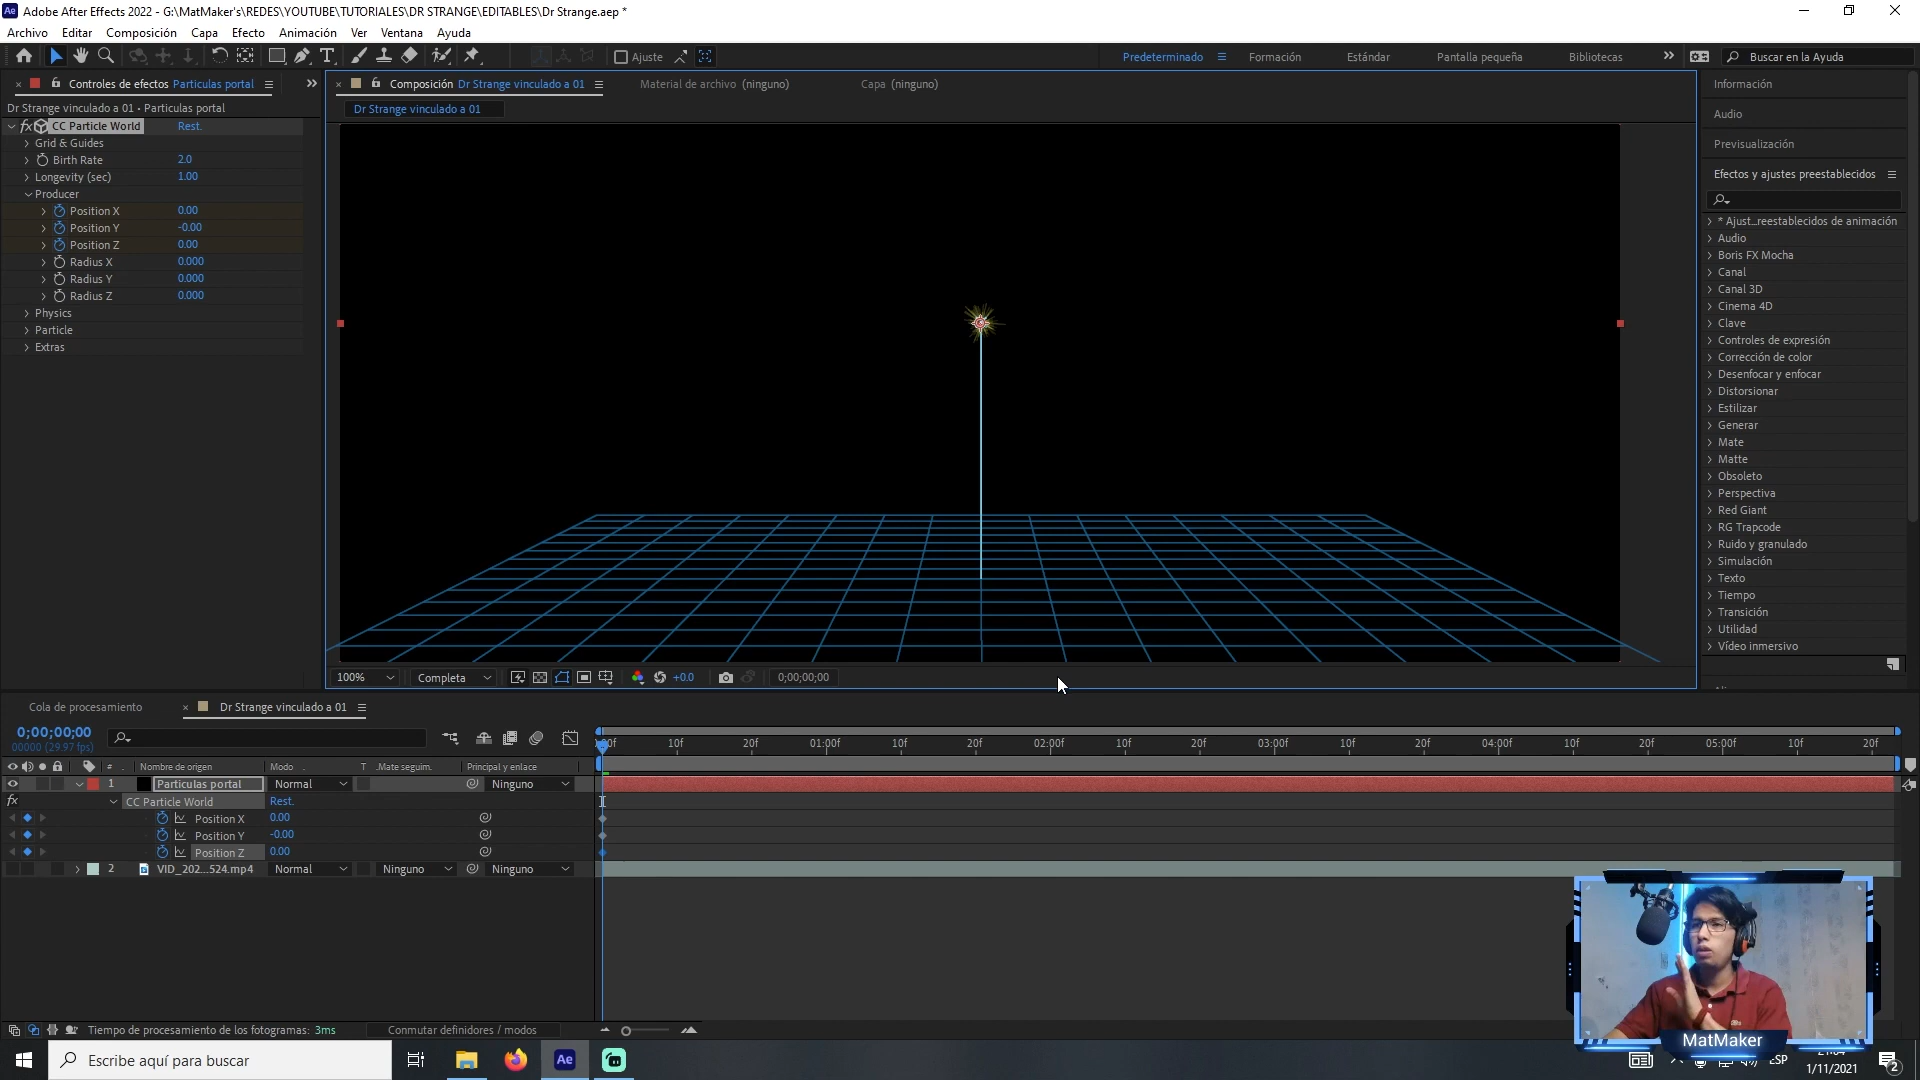 Ae Adobe After Effects 2022 - G:\MatMaker's\REDES\YOUTUBE\TUTORIALES\DR STRANGE\EDITABLES\Dr Strange.aep *
Archivo Editar Composición Capa Efecto Animación Ver Ventana Ayuda
Ajuste Predeterminado Formación Estándar Pantalla pequeña Bibliotecas Buscar en la Ayuda
Controles de efectos Particulas portal
Composición Dr Strange vinculado a 01
Material de archivo (ninguno)
Capa (ninguno)
Dr Strange vinculado a 01 • Particulas portal
Dr Strange vinculado a 01
fx CC Particle World Rest.
Grid & Guides
Birth Rate 2.0
Longevity (sec) 1.00
Producer
Position X 0.00
Position Y -0.00
Position Z 0.00
Radius X 0.000
Radius Y 0.000
Radius Z 0.000
Physics
Particle
Extras
Información
Audio
Previsualización
Efectos y ajustes preestablecidos
* Ajust...reestablecidos de animación
Audio
Boris FX Mocha
Canal
Canal 3D
Cinema 4D
Clave
Controles de expresión
Corrección de color
Desenfocar y enfocar
Distorsionar
Estilizar
Generar
Mate
Matte
Obsoleto
Perspectiva
Red Giant
RG Trapcode
Ruido y granulado
Simulación
Texto
Tiempo
Transición
Utilidad
Vídeo inmersivo
100% Completa +0.0 0;00;00;00
Cola de procesamiento Dr Strange vinculado a 01
0;00;00;00
00000 (29.97 fps)
00f 10f 20f 01:00f 10f 20f 02:00f 10f 20f 03:00f 10f 20f 04:00f 10f 20f 05:00f 10f 20f
# Nombre de origen Modo T Mate seguim. Principal y enlace
1 Particulas portal Normal Ninguno
fx CC Particle World Rest.
Position X 0.00
Position Y -0.00
Position Z 0.00
2 VID_202...524.mp4 Normal Ninguno Ninguno
Tiempo de procesamiento de los fotogramas: 3ms Conmutar definidores / modos
MatMaker
Escribe aquí para buscar Ae ESP
1/11/2021
2